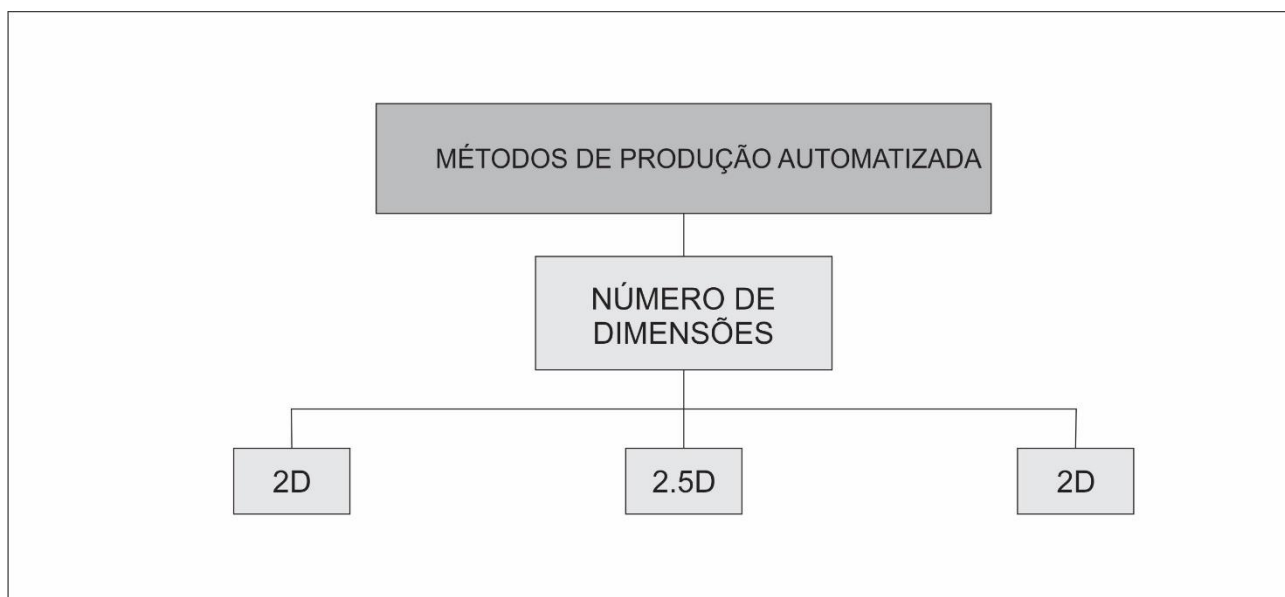 MÉTODOS DE PRODUÇÃO AUTOMATIZADA
NÚMERO DE
DIMENSÕES
2D
2.5D
2D